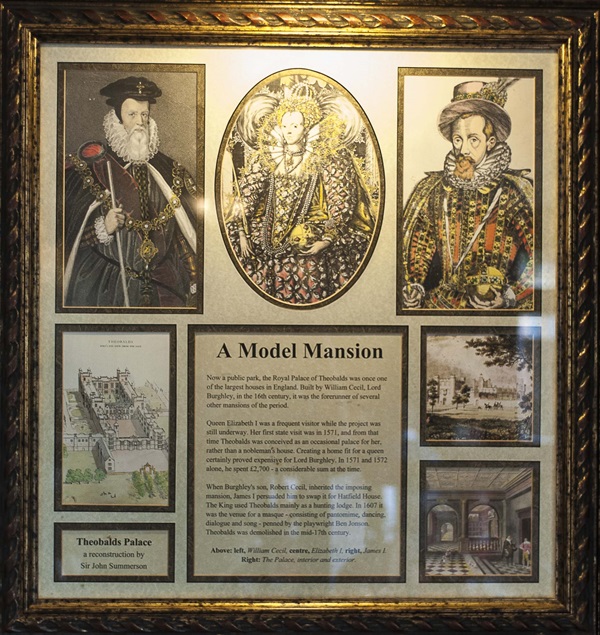 THEOBALDS
A Model Mansion
Now a public park, the Royal Palace of Theobalds was once one
of the largest houses in England. Built by William Cecil, Lord
Burghley, in the 16th century, it was the forerunner of several
other mansions of the period.
Queen Elizabeth I was a frequent visitor while the project was
still underway. Her first state visit was in 1571, and from that
time Theobalds was conceived as an occasional palace for her,
rather than a nobleman's house. Creating a home fit for a queen
certainly proved expensive for Lord Burghley. In 1571 and 1572
alone, he spent £2,700 - a considerable sum at the time.
When Burghley's son, Robert Cecil, inherited the imposing
mansion, James I persuaded him to swap it for Hatfield House.
The King used Theobalds mainly as a hunting lodge. In 1607 it
was the venue for a masque - consisting of pantomime, dancing,
dialogue and song - penned by the playwright Ben Jonson.
Theobalds was demolished in the mid-17th century.
Above: left, William Cecil, centre, Elizabeth I, right, James I.
Right: The Palace, interior and exterior.
Theobalds Palace
a reconstruction by
Sir John Summerson